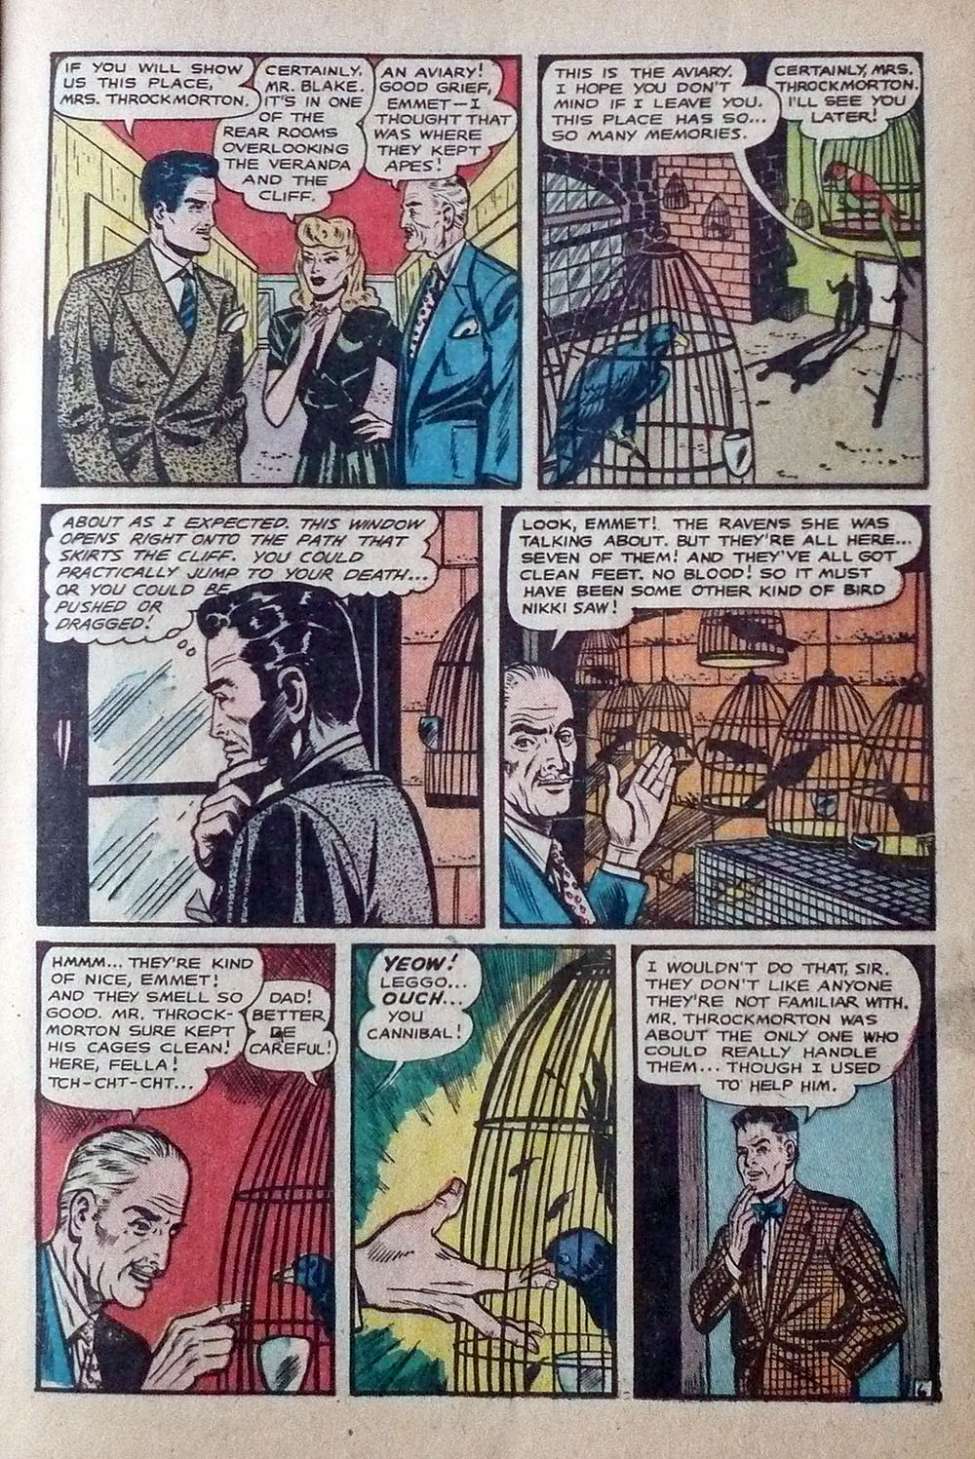 IF YOU WILL SHOW
US THIS PLACE,
MRS. THROCKMORTON.
CERTAINLY,
MR. BLAKE.
IT'S IN ONE
OF THE
REAR ROOMS
OVERLOOKING
THE VERANDA
AND THE
CLIFF.
AN AVIARY!
GOOD GRIEF,
EMMET—I
THOUGHT THAT
WAS WHERE
THEY KEPT
APES!
THIS IS THE AVIARY.
I HOPE YOU DON'T
MIND IF I LEAVE YOU.
THIS PLACE HAS SO...
SO MANY MEMORIES.
CERTAINLY, MRS.
THROCKMORTON.
I'LL SEE YOU
LATER!
ABOUT AS I EXPECTED. THIS WINDOW
OPENS RIGHT ONTO THE PATH THAT
SKIRTS THE CLIFF. YOU COULD
PRACTICALLY JUMP TO YOUR DEATH...
OR YOU COULD BE
PUSHED OR
DRAGGED!
LOOK, EMMET! THE RAVENS SHE WAS
TALKING ABOUT. BUT THEY'RE ALL HERE...
SEVEN OF THEM! AND THEY'VE ALL GOT
CLEAN FEET. NO BLOOD! SO IT MUST
HAVE BEEN SOME OTHER KIND OF BIRD
NIKKI SAW!
HMMM... THEY'RE KIND
OF NICE, EMMET!
AND THEY SMELL SO
GOOD. MR. THROCK-
MORTON SURE KEPT
HIS CAGES CLEAN!
HERE, FELLA!
TCH-CHT-CHT...
DAD!
BETTER
BE
CAREFUL!
YEOW!
LEGGO...
OUCH...
YOU
CANNIBAL!
I WOULDN'T DO THAT, SIR.
THEY DON'T LIKE ANYONE
THEY'RE NOT FAMILIAR WITH.
MR. THROCKMORTON WAS
ABOUT THE ONLY ONE WHO
COULD REALLY HANDLE
THEM... THOUGH I USED
TO HELP HIM.